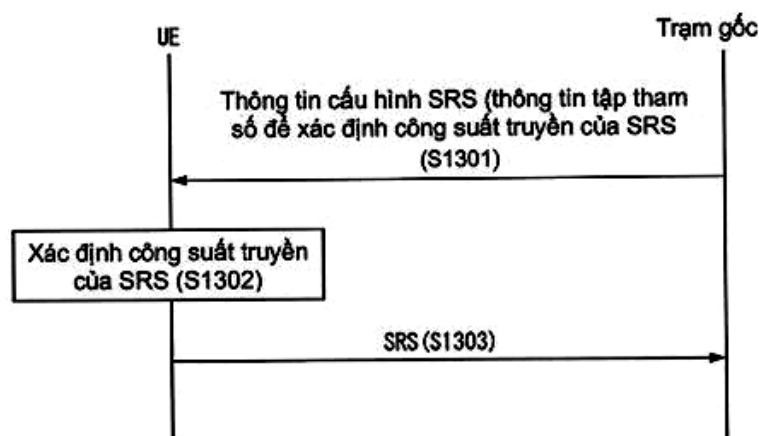 UE
Trạm gốc
Thông tin cấu hình SRS (thông tin tập tham
số để xác định công suất truyền của SRS
(S1301)
Xác định công suất truyền
của SRS (S1302)
SRS(S1303)